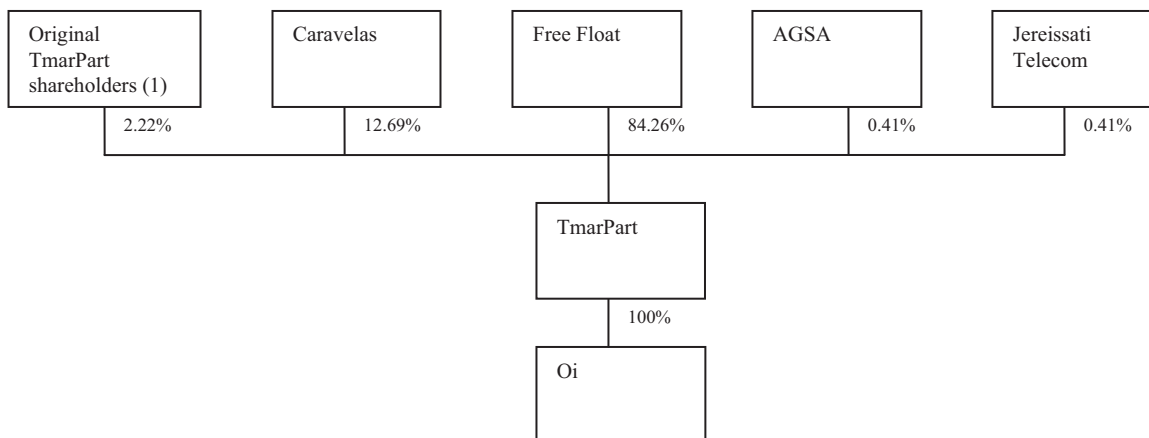 Original
TmarPart
shareholders (1)
Caravelas
Free Float
AGSA
Jereissati
Telecom
2.22%
12.69%
84.26%
0.41%
0.41%
TmarPart
100%
Oi